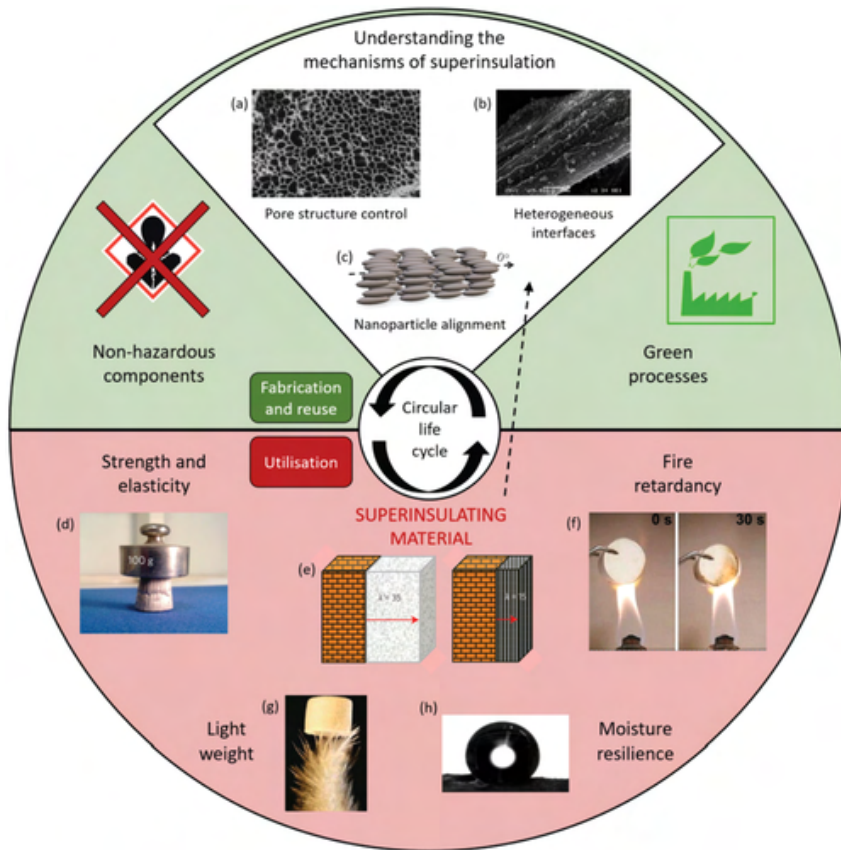 Understanding the
mechanisms of superinsulation
(a)
(b)
Pore structure control
Heterogeneous
interfaces
(c)
0°
Nanoparticle alignment
Non-hazardous
components
Green
processes
Fabrication
and reuse
Circular
life
cycle
Utilisation
Strength and
elasticity
Fire
retardancy
SUPERINSULATING
MATERIAL
(d)
100 g
(e)
λ = 35
λ = 15
(f)
0 s
30 s
(g)
Light
weight
(h)
Moisture
resilience